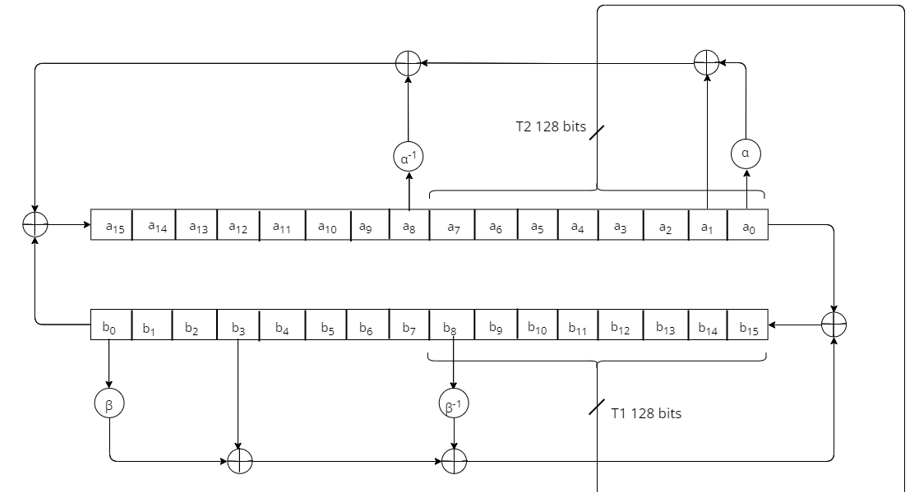 T2 128 bits
α⁻¹
α
a₁₅ a₁₄ a₁₃ a₁₂ a₁₁ a₁₀ a₉ a₈ a₇ a₆ a₅ a₄ a₃ a₂ a₁ a₀
b₀ b₁ b₂ b₃ b₄ b₅ b₆ b₇ b₈ b₉ b₁₀ b₁₁ b₁₂ b₁₃ b₁₄ b₁₅
β
β⁻¹
T1 128 bits